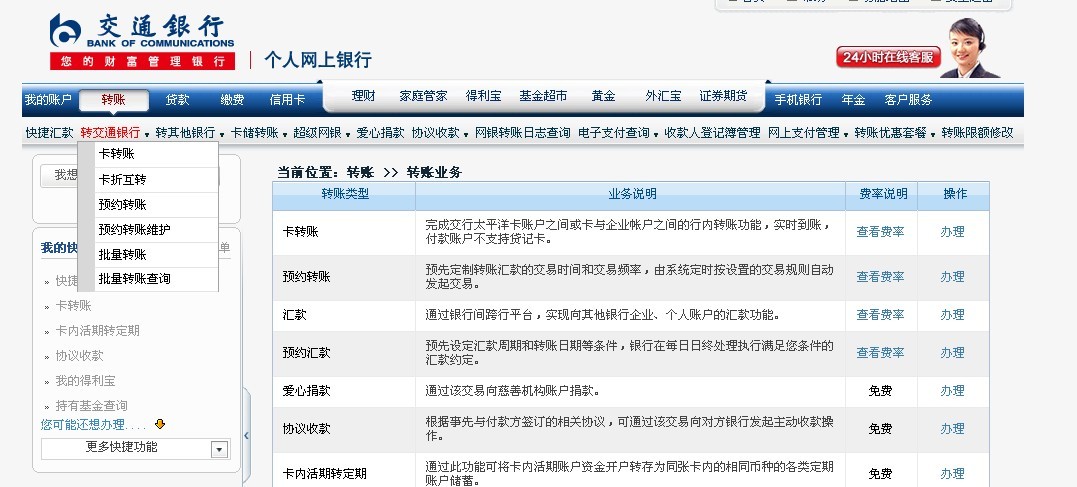 交通銀行
BANK OF COMMUNICATIONS
您的财富管理银行
个人网上银行
24小时在线客服
我的账户 转账 贷款 缴费 信用卡 理财 家庭管家 得利宝 基金超市 黄金 外汇宝 证券期货 手机银行 年金 客户服务
快捷汇款 转交通银行 转其他银行 卡储转账 超级网银 爱心捐款 协议收款 网银转账日志查询 电子支付查询 收款人登记簿管理 网上支付管理 转账优惠套餐 转账限额修改
卡转账
卡折互转
预约转账
预约转账维护
批量转账
批量转账查询
我想
我的快
单
» 快捷
» 卡转账
» 卡内活期转定期
» 协议收款
» 我的得利宝
» 持有基金查询
您可能还想办理....
更多快捷功能
当前位置: 转账 >> 转账业务
转账类型 业务说明 费率说明 操作
卡转账 完成交行太平洋卡账户之间或卡与企业帐户之间的行内转账功能，实时到账，
付款账户不支持贷记卡。 查看费率 办理
预约转账 预先定制转账汇款的交易时间和交易频率，由系统定时按设置的交易规则自动
发起交易。 查看费率 办理
汇款 通过银行间跨行平台，实现向其他银行企业、个人账户的汇款功能。 查看费率 办理
预约汇款 预先设定汇款周期和转账日期等条件，银行在每日日终处理执行满足您条件的
汇款约定。 查看费率 办理
爱心捐款 通过该交易向慈善机构账户捐款。 免费 办理
协议收款 根据事先与付款方签订的相关协议，可通过该交易向对方银行发起主动收款操
作。 免费 办理
卡内活期转定期 通过此功能可将卡内活期账户资金开户转存为同张卡内的相同币种的各类定期
账户储蓄。 免费 办理